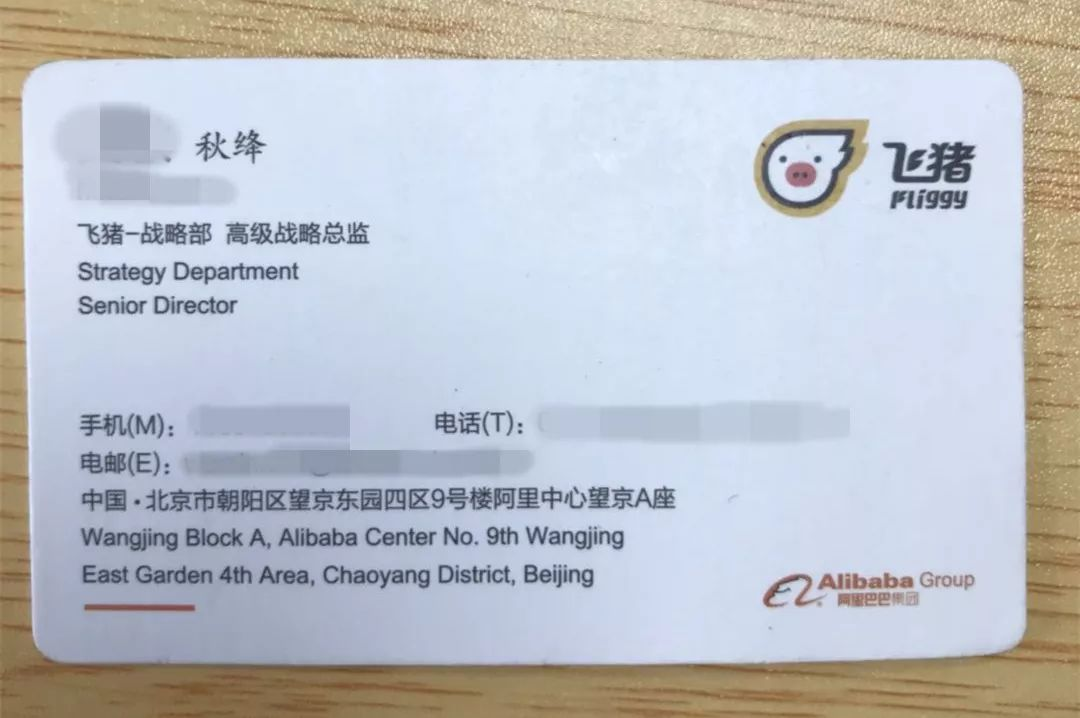 秋绛
飞猪
Fliggy
飞猪-战略部 高级战略总监
Strategy Department
Senior Director
手机(M): 电话(T):
电邮(E):
中国·北京市朝阳区望京东园四区9号楼阿里中心望京A座
Wangjing Block A, Alibaba Center No. 9th Wangjing
East Garden 4th Area, Chaoyang District, Beijing
Alibaba Group
阿里巴巴集团